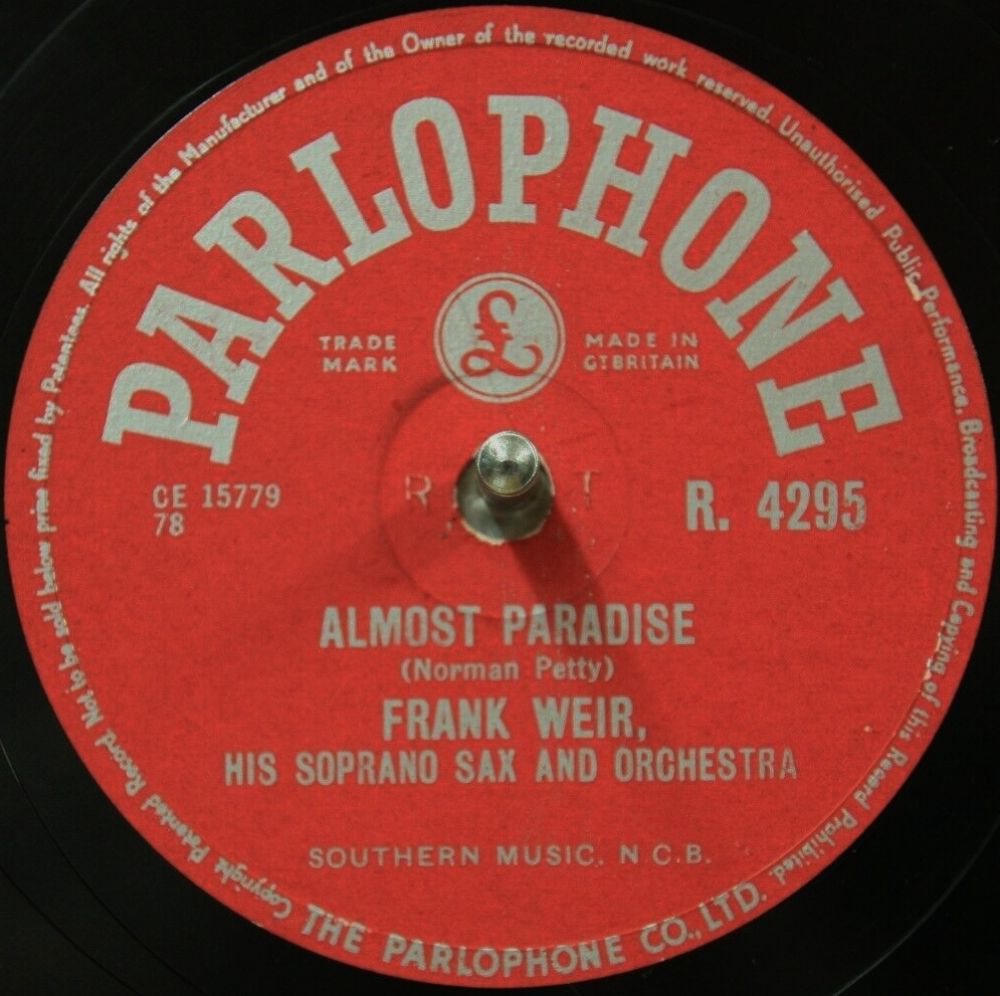 Copyright Patented Record Not to be sold below price fixed by Patentees. All rights of the Manufacturer and of the Owner of the recorded work reserved. Unauthorised Public Performance, Broadcasting and Copying of this Record Prohibited.
PARLOPHONE
£
TRADE MARK
MADE IN GT BRITAIN
CE 15779
78
R T
R. 4295
ALMOST PARADISE
(Norman Petty)
FRANK WEIR,
HIS SOPRANO SAX AND ORCHESTRA
SOUTHERN MUSIC. N.C.B.
THE PARLOPHONE CO., LTD.